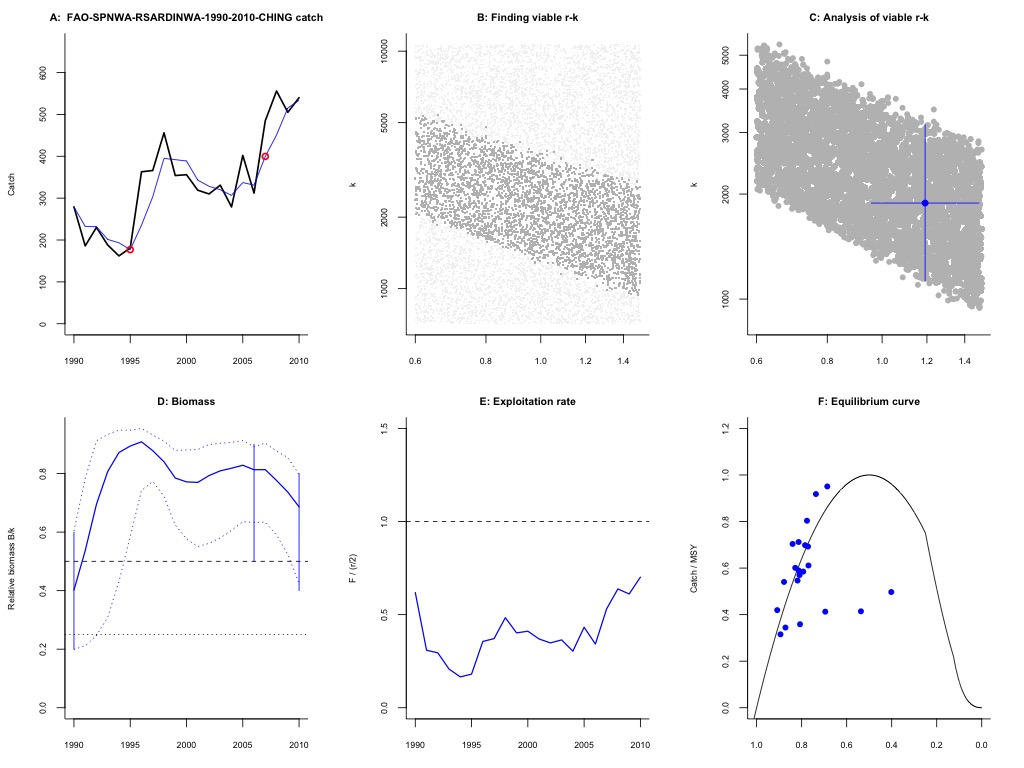 A:  FAO-SPNWA-RSARDINWA-1990-2010-CHING catch
Catch
0 100 200 300 400 500 600
1990 1995 2000 2005 2010
B: Finding viable r-k
k
1000 2000 5000 10000
0.6 0.8 1.0 1.2 1.4
C: Analysis of viable r-k
k
1000 2000 3000 4000 5000
0.6 0.8 1.0 1.2 1.4
D: Biomass
Relative biomass B/k
0.0 0.2 0.4 0.6 0.8
1990 1995 2000 2005 2010
E: Exploitation rate
F / (r/2)
0.0 0.5 1.0 1.5
1990 1995 2000 2005 2010
F: Equilibrium curve
Catch / MSY
0.0 0.2 0.4 0.6 0.8 1.0 1.2
1.0 0.8 0.6 0.4 0.2 0.0